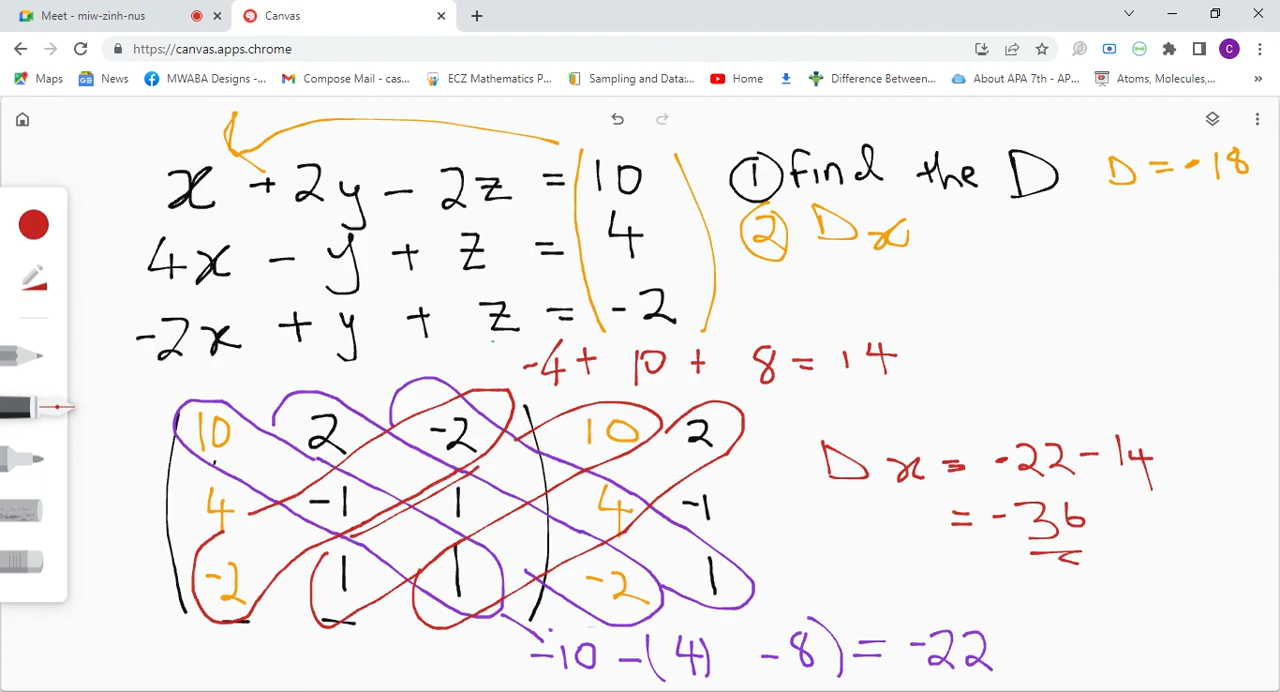 Meet - miw-zinh-nus
Canvas
https://canvas.apps.chrome
C
Maps
News
MWABA Designs -...
Compose Mail - cas...
ECZ Mathematics P...
Sampling and Data:...
Home
Difference Between...
About APA 7th - AP...
Atoms, Molecules,...
»
x + 2y - 2z = 10
4x - y + z = 4
-2x + y + z = -2
① find the D D = -18
② Dx
-4 + 10 + 8 = 14
10 2 -2 10 2
4 -1 1 4 -1
-2 1 1 -2 1
Dx = -22 - 14
= -36
-10 -(4) -8) = -22